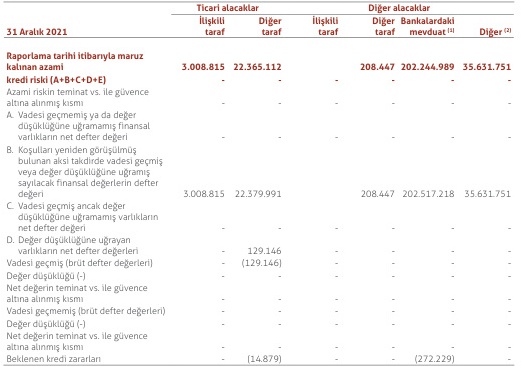 Ticari alacaklar Diğer alacaklar
İlişkili Diğer İlişkili Diğer Bankalardaki
31 Aralık 2021 taraf taraf taraf taraf mevduat (1) Diğer (2)
Raporlama tarihi itibarıyla maruz
kalınan azami 3.008.815 22.365.112 208.447 202.244.989 35.631.751
kredi riski (A+B+C+D+E) - - - - - -
Azami riskin teminat vs. ile güvence
altına alınmış kısmı - - - - - -
A. Vadesi geçmemiş ya da değer
düşüklüğüne uğramamış finansal
varlıkların net defter değeri - - - - - -
B. Koşulları yeniden görüşülmüş
bulunan aksi takdirde vadesi geçmiş
veya değer düşüklüğüne uğramış
sayılacak finansal değerlerin defter
değeri 3.008.815 22.379.991 208.447 202.517.218 35.631.751
C. Vadesi geçmiş ancak değer
düşüklüğüne uğramamış varlıkların
net defter değeri - - - - - -
D. Değer düşüklüğüne uğrayan
varlıkların net defter değerleri - 129.146 - - - -
Vadesi geçmiş (brüt defter değerleri) - (129.146) - - - -
Değer düşüklüğü (-) - - - - - -
Net değerin teminat vs. ile güvence
altına alınmış kısmı - - - - - -
Vadesi geçmemiş (brüt defter değerleri) - - - - - -
Değer düşüklüğü (-) - - - - - -
Net değerin teminat vs. ile güvence
altına alınmış kısmı - - - - - -
Beklenen kredi zararları - (14.879) - - (272.229) -